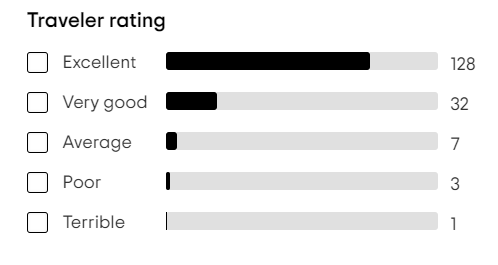 Traveler rating
Excellent 128
Very good 32
Average 7
Poor 3
Terrible 1